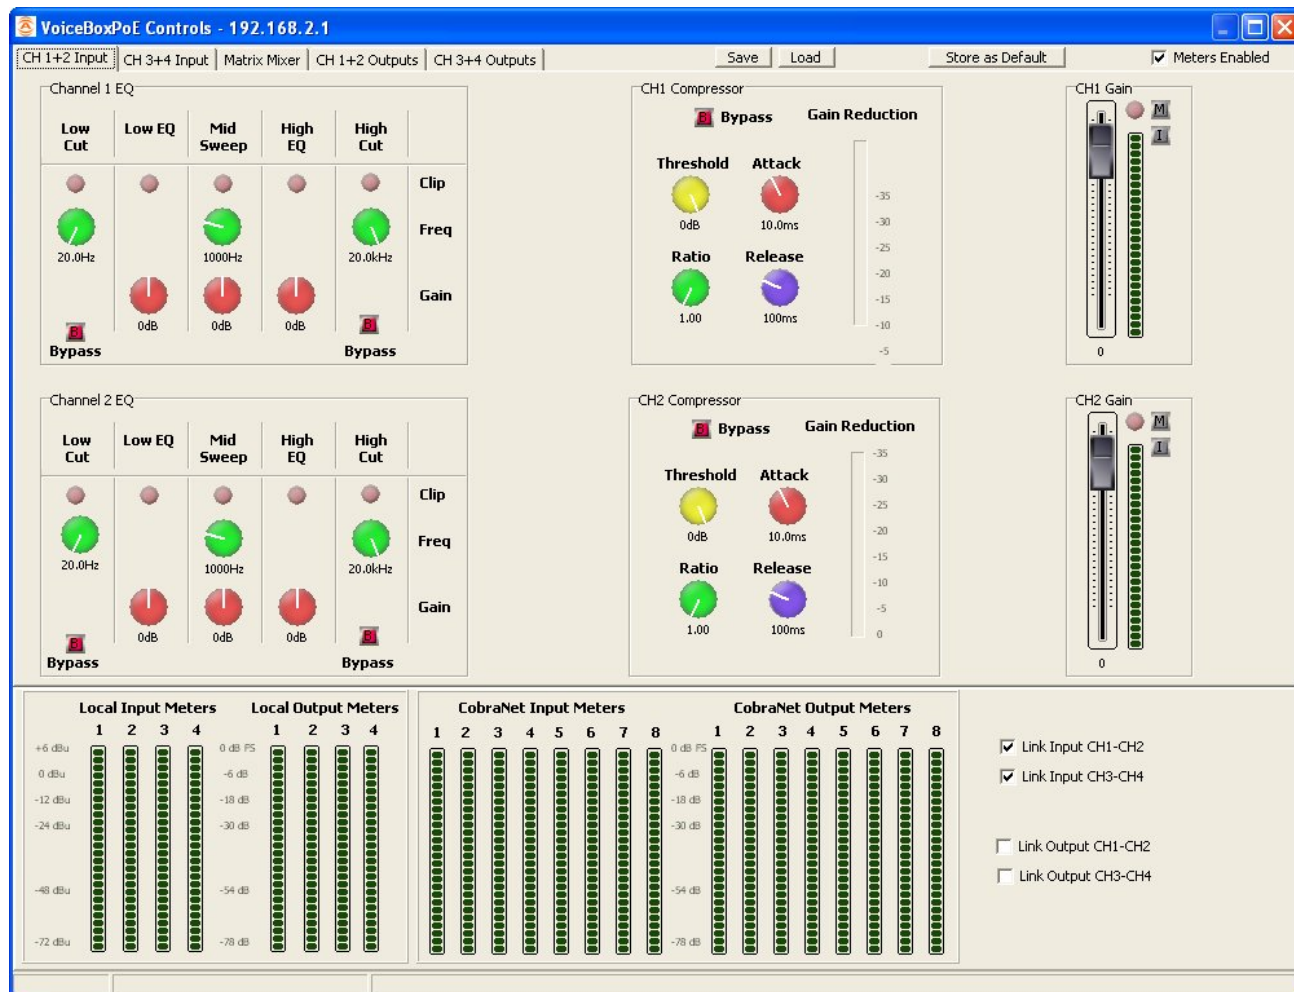 VoiceBoxPoE Controls - 192.168.2.1
CH 1+2 Input CH 3+4 Input Matrix Mixer CH 1+2 Outputs CH 3+4 Outputs Save Load Store as Default Meters Enabled
Channel 1 EQ
Low Cut Low EQ Mid Sweep High EQ High Cut
Clip
Freq
20.0Hz 1000Hz 20.0kHz
Gain
0dB 0dB 0dB
B B
Bypass Bypass
CH1 Compressor
B Bypass Gain Reduction
Threshold Attack
0dB 10.0ms
Ratio Release
1.00 100ms
-35
-30
-25
-20
-15
-10
-5
CH1 Gain
M
I
0
Channel 2 EQ
Low Cut Low EQ Mid Sweep High EQ High Cut
Clip
Freq
20.0Hz 1000Hz 20.0kHz
Gain
0dB 0dB 0dB
B B
Bypass Bypass
CH2 Compressor
B Bypass Gain Reduction
Threshold Attack
0dB 10.0ms
Ratio Release
1.00 100ms
-35
-30
-25
-20
-15
-10
-5
0
CH2 Gain
M
I
0
Local Input Meters Local Output Meters
1 2 3 4 1 2 3 4
+6 dBu 0 dB FS
0 dBu -6 dB
-12 dBu -18 dB
-24 dBu -30 dB
-48 dBu -54 dB
-72 dBu -78 dB
CobraNet Input Meters CobraNet Output Meters
1 2 3 4 5 6 7 8 1 2 3 4 5 6 7 8
0 dB FS
-6 dB
-18 dB
-30 dB
-54 dB
-78 dB
Link Input CH1-CH2
Link Input CH3-CH4
Link Output CH1-CH2
Link Output CH3-CH4